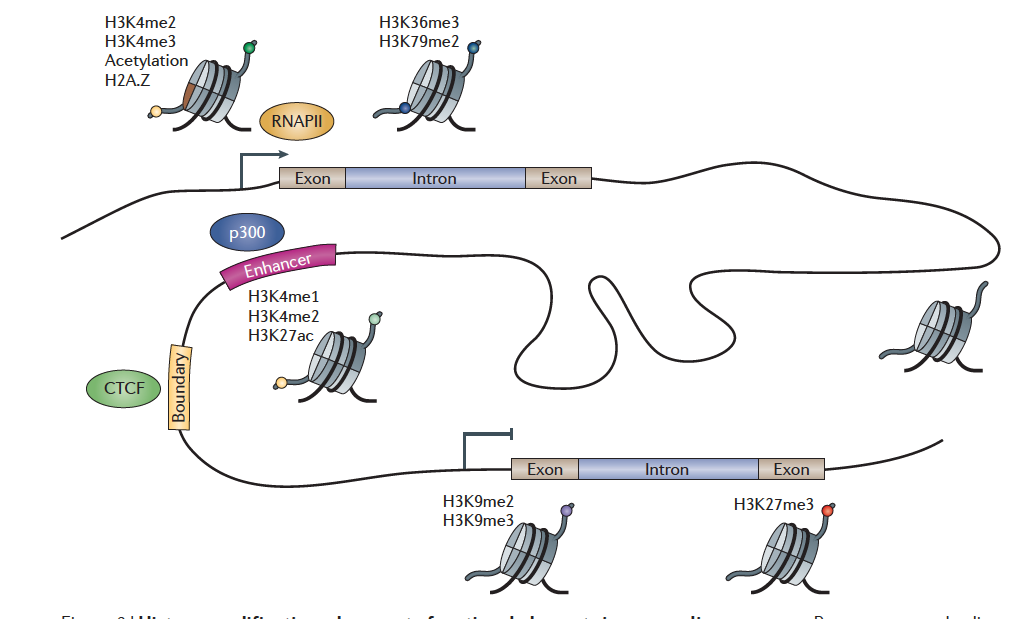 H3K4me2
H3K4me3
Acetylation
H2A.Z
H3K36me3
H3K79me2
RNAPII
Exon
Intron
Exon
p300
Enhancer
H3K4me1
H3K4me2
H3K27ac
CTCF
Boundary
Exon
Intron
Exon
H3K9me2
H3K9me3
H3K27me3